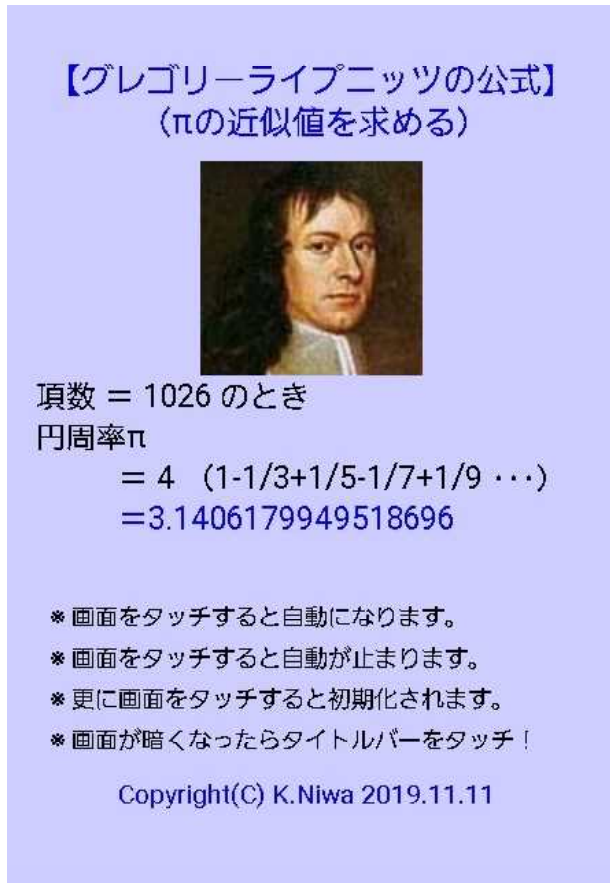 【グレゴリーライプニッツの公式】
(πの近似値を求める)
項数 = 1026 のとき
円周率π
= 4 (1-1/3+1/5-1/7+1/9 ･･･)
=3.1406179949518696
※画面をタッチすると自動になります。
※画面をタッチすると自動が止まります。
※更に画面をタッチすると初期化されます。
※画面が暗くなったらタイトルバーをタッチ！
Copyright(C) K.Niwa 2019.11.11